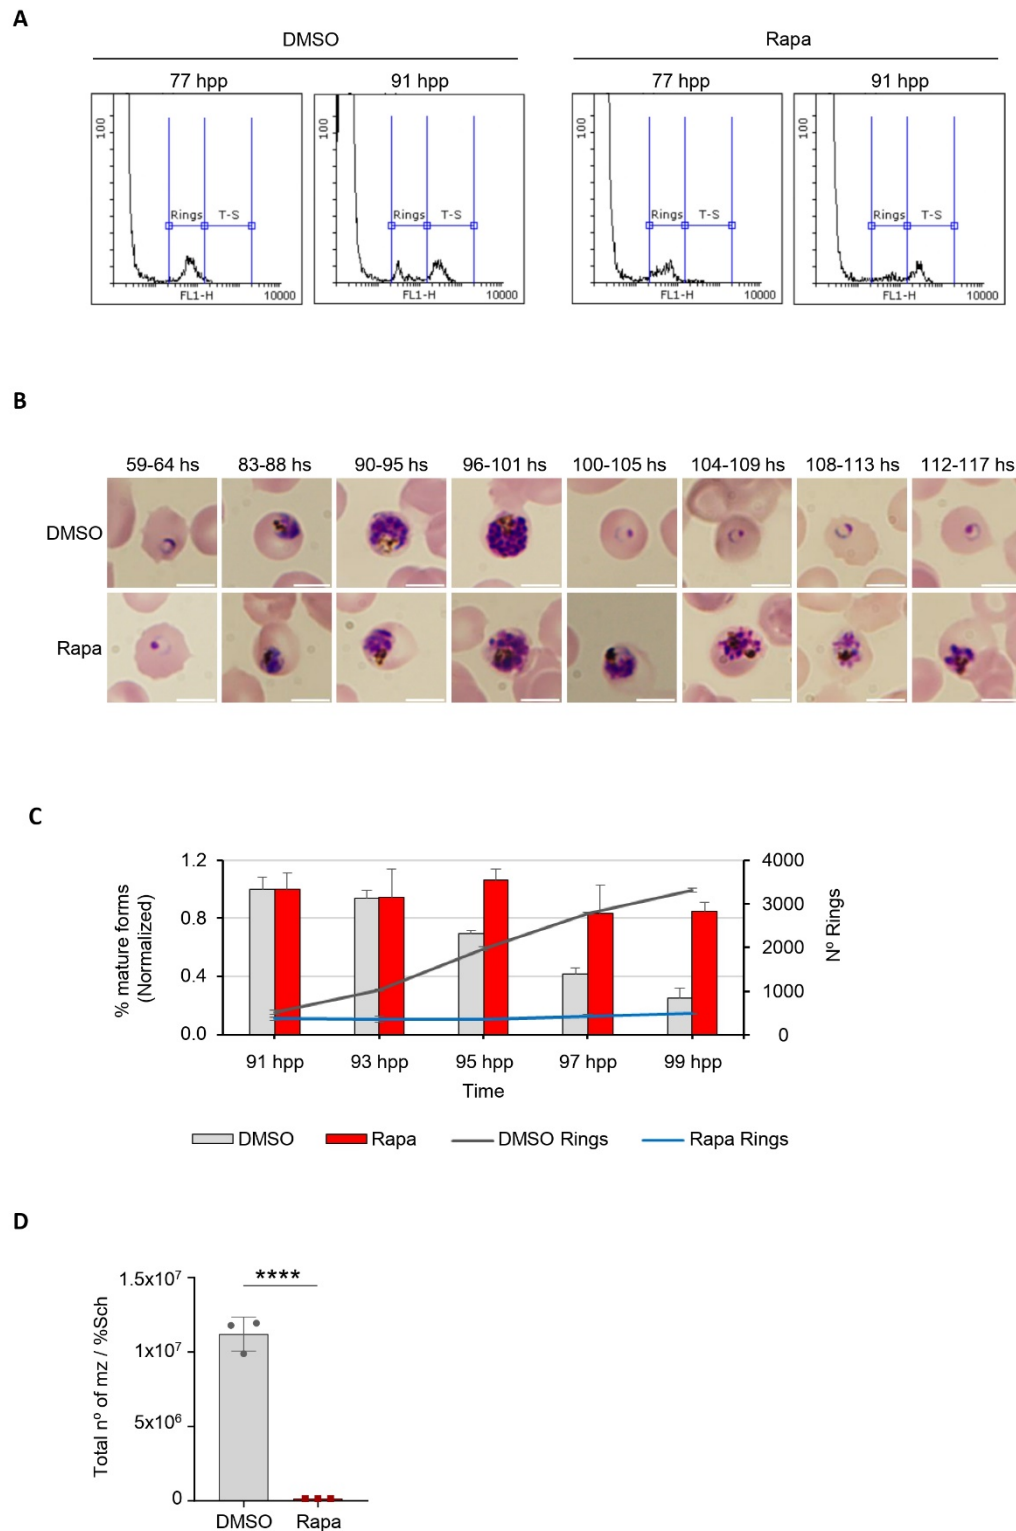 A
DMSO
Rapa
77 hpp
91 hpp
77 hpp
91 hpp
100
Rings
T-S
FL1-H
10000
100
Rings
T-S
FL1-H
10000
100
Rings
T-S
FL1-H
10000
100
Rings
T-S
FL1-H
10000
B
59-64 hs 83-88 hs 90-95 hs 96-101 hs 100-105 hs 104-109 hs 108-113 hs 112-117 hs
DMSO
Rapa
C
% mature forms
(Normalized)
1.2
0.8
0.4
0.0
4000
3000
2000
1000
0
Nº Rings
91 hpp 93 hpp 95 hpp 97 hpp 99 hpp
Time
DMSO Rapa DMSO Rings Rapa Rings
D
Total nº of mz / %Sch
1.5x10⁷
1x10⁷
5x10⁶
0
****
DMSO Rapa